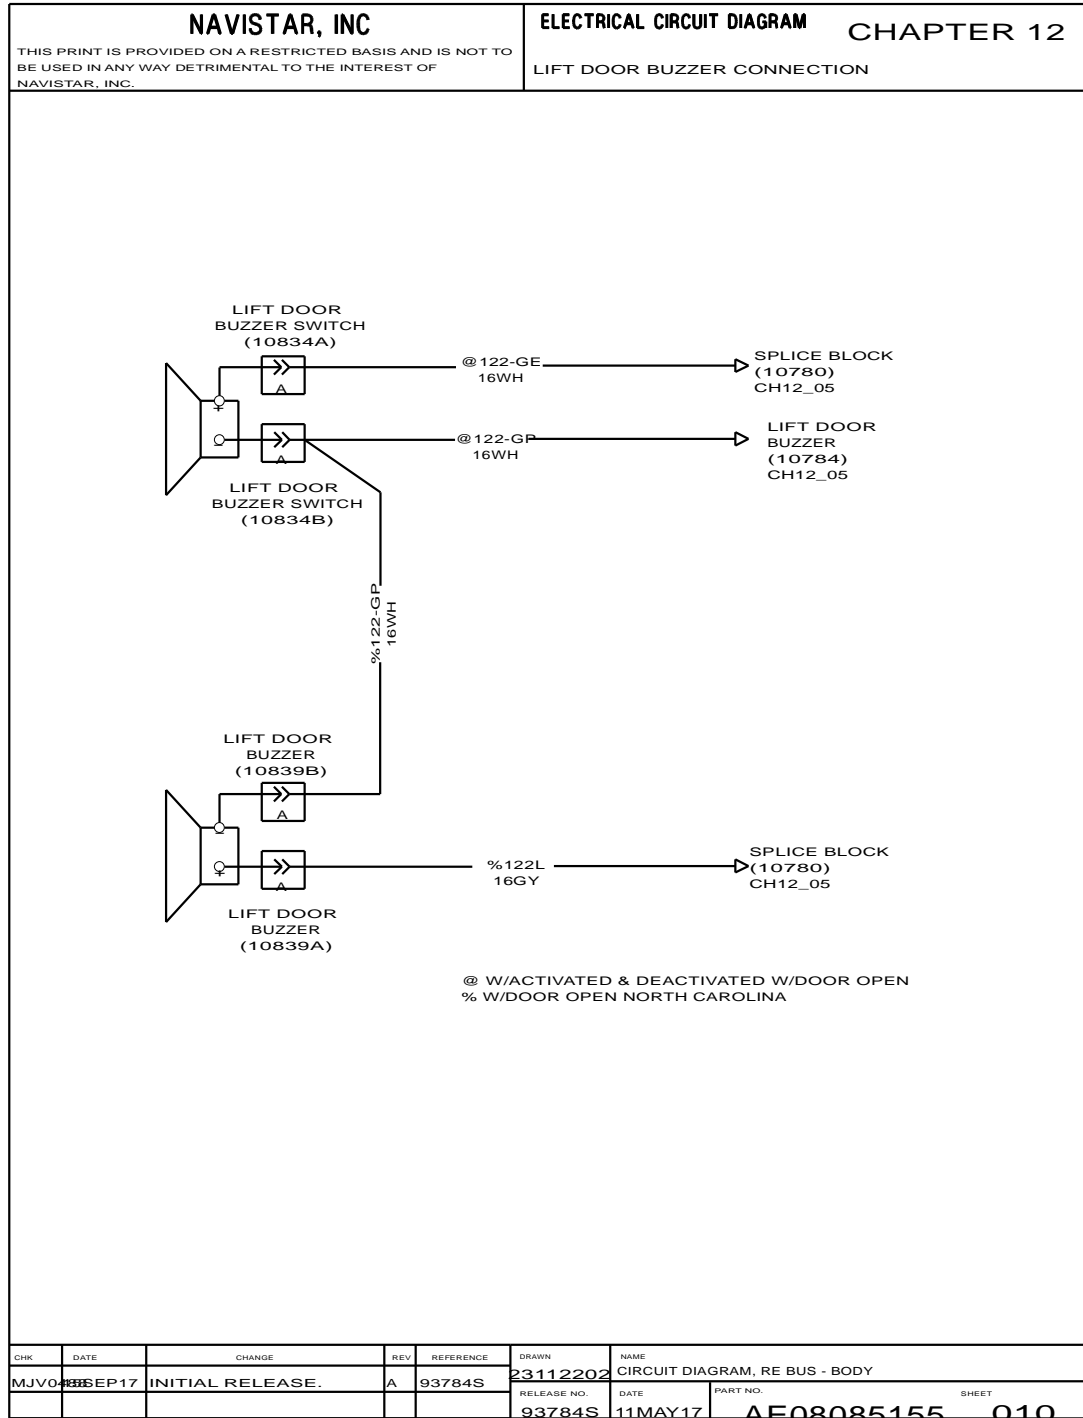 NAVISTAR, INC
THIS PRINT IS PROVIDED ON A RESTRICTED BASIS AND IS NOT TO
BE USED IN ANY WAY DETRIMENTAL TO THE INTEREST OF
NAVISTAR, INC.
ELECTRICAL CIRCUIT DIAGRAM
CHAPTER 12
LIFT DOOR BUZZER CONNECTION
LIFT DOOR
BUZZER SWITCH
(10834A)
A
@122-GE
16WH
SPLICE BLOCK
(10780)
CH12_05
+
-
A
@122-GP
16WH
LIFT DOOR
BUZZER
(10784)
CH12_05
LIFT DOOR
BUZZER SWITCH
(10834B)
%122-GP
16WH
LIFT DOOR
BUZZER
(10839B)
A
-
+
A
%122L
16GY
SPLICE BLOCK
(10780)
CH12_05
LIFT DOOR
BUZZER
(10839A)
@ W/ACTIVATED & DEACTIVATED W/DOOR OPEN
% W/DOOR OPEN NORTH CAROLINA
CHK DATE CHANGE REV REFERENCE
INITIAL RELEASE. A 93784S
DRAWN
23112202
NAME
CIRCUIT DIAGRAM, RE BUS - BODY
RELEASE NO.
93784S
DATE
11MAY17
PART NO.
AE08085155
SHEET
010